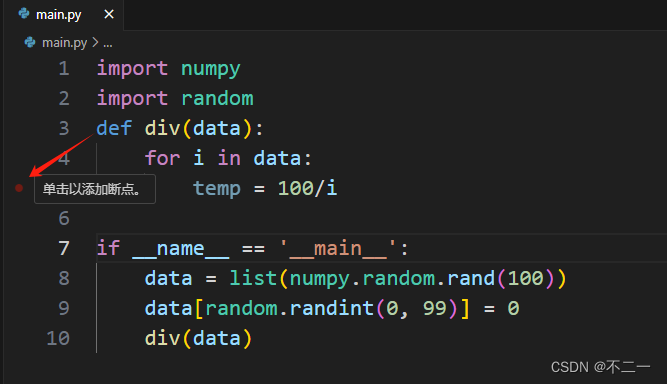 main.py ×
main.py > ...
1 import numpy
2 import random
3 def div(data):
4 for i in data:
单击以添加断点。 temp = 100/i
6
7 if __name__ == '__main__':
8 data = list(numpy.random.rand(100))
9 data[random.randint(0, 99)] = 0
10 div(data)
CSDN @不二一